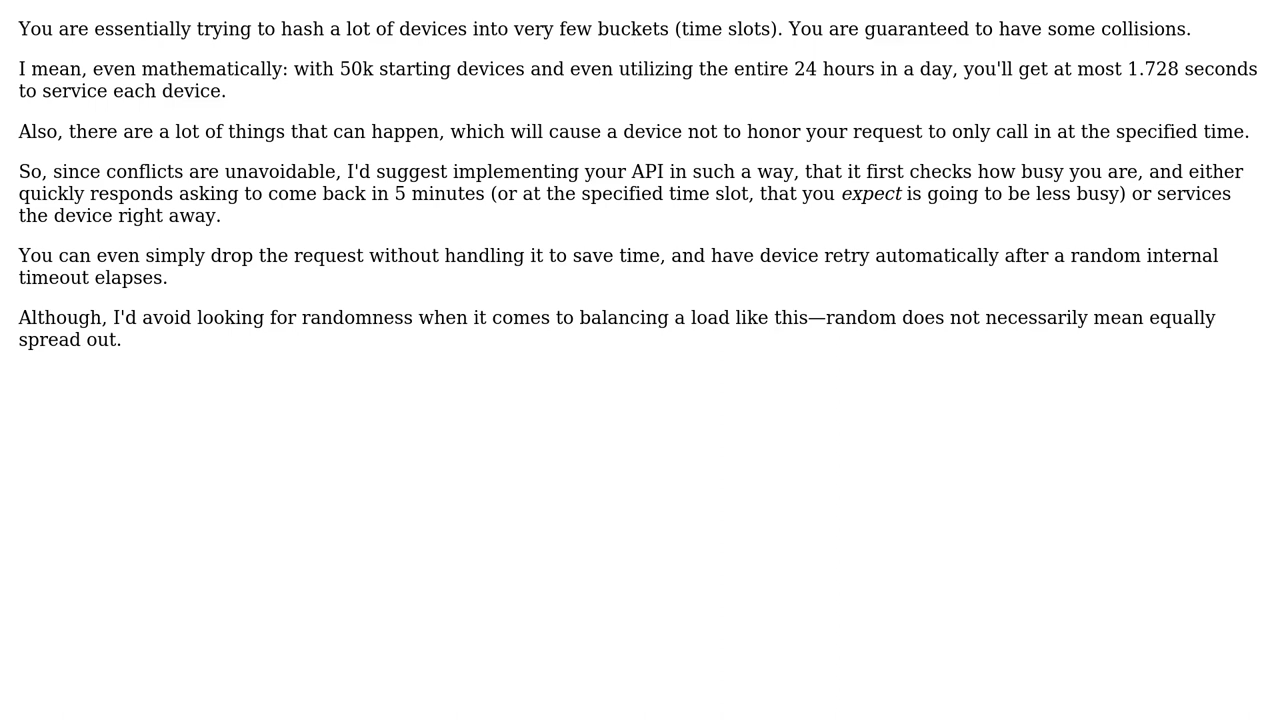 You are essentially trying to hash a lot of devices into very few buckets (time slots). You are guaranteed to have some collisions.
I mean, even mathematically: with 50k starting devices and even utilizing the entire 24 hours in a day, you'll get at most 1.728 seconds
to service each device.
Also, there are a lot of things that can happen, which will cause a device not to honor your request to only call in at the specified time.
So, since conflicts are unavoidable, I'd suggest implementing your API in such a way, that it first checks how busy you are, and either
quickly responds asking to come back in 5 minutes (or at the specified time slot, that you expect is going to be less busy) or services
the device right away.
You can even simply drop the request without handling it to save time, and have device retry automatically after a random internal
timeout elapses.
Although, I'd avoid looking for randomness when it comes to balancing a load like this—random does not necessarily mean equally
spread out.